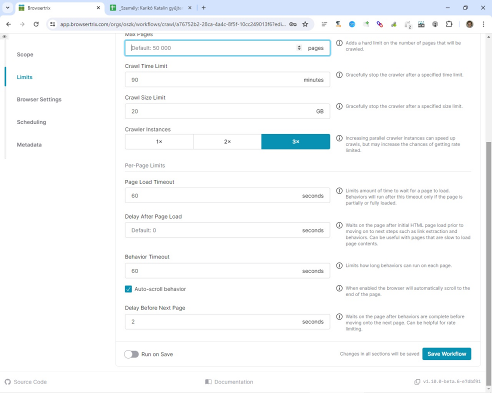 Browsertrix
app.browsertrix.com/orgs/oszk/workflows/crawl/
Max Pages
Default: 50 000
pages
Adds a hard limit on the number of pages that will be
crawled.
Scope
Limits
Browser Settings
Scheduling
Metadata
Crawl Time Limit
90
minutes
Gracefully stop the crawler after a specified time limit.
Crawl Size Limit
20
GB
Gracefully stop the crawler after a specified size limit.
Crawler Instances
1×
2×
3×
Increasing parallel crawler instances can speed up
crawls, but may increase the chances of getting rate
limited.
Per-Page Limits
Page Load Timeout
60
seconds
Limits amount of time to wait for a page to load.
Behaviors will run after this timeout only if the page is
partially or fully loaded.
Delay After Page Load
Default: 0
seconds
Waits on the page after initial HTML page load prior to
moving on to next steps such as link extraction and
behaviors. Can be useful with pages that are slow to load
page contents.
Behavior Timeout
60
seconds
Limits how long behaviors can run on each page.
Auto-scroll behavior
When enabled the browser will automatically scroll to the
end of the page.
Delay Before Next Page
2
seconds
Waits on the page after behaviors are complete before
moving onto the next page. Can be helpful for rate
limiting.
Run on Save
Changes in all sections will be saved
Save Workflow
Source Code
Documentation